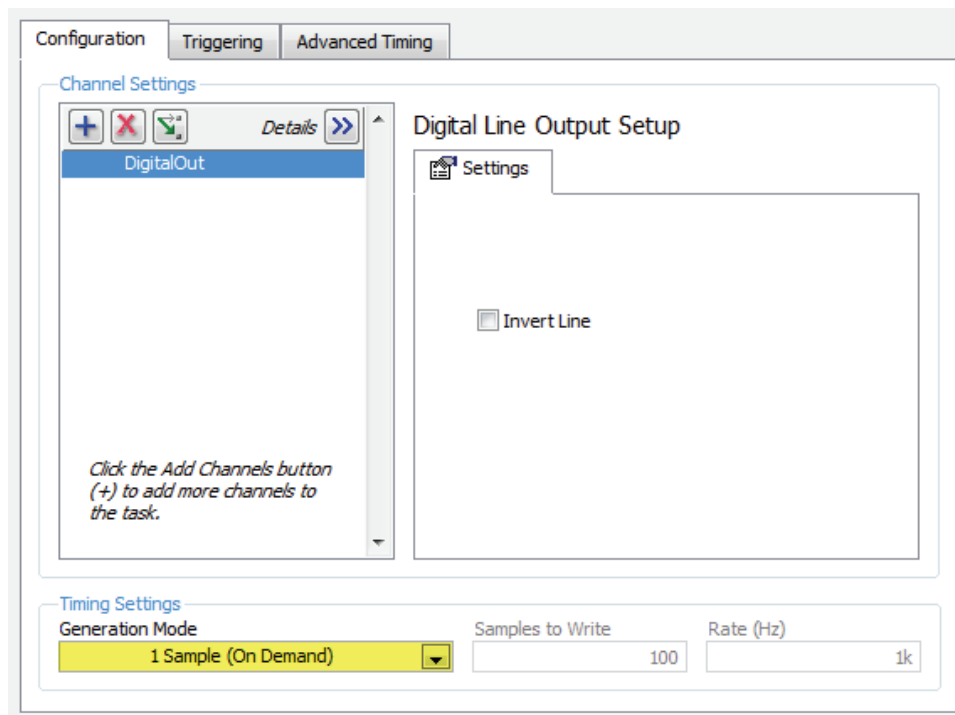 Configuration
Triggering
Advanced Timing
Channel Settings
Details
DigitalOut
Click the Add Channels button
(+) to add more channels to
the task.
Digital Line Output Setup
Settings
Invert Line
Timing Settings
Generation Mode
Samples to Write
Rate (Hz)
1 Sample (On Demand)
100
1k